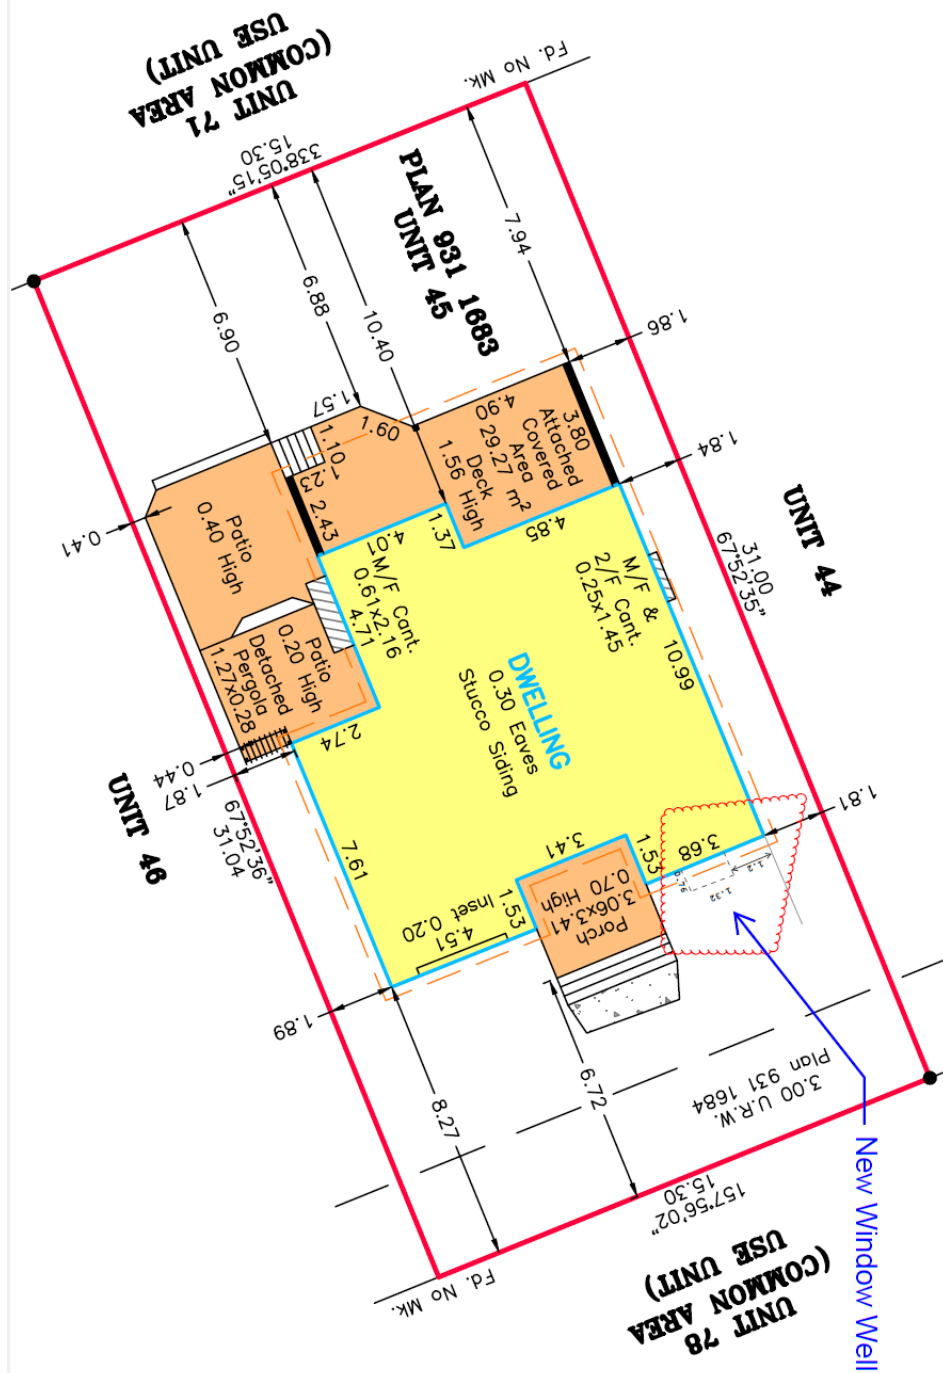 UNIT 71
(COMMON AREA
USE UNIT)
Fd. No Mk.
338°05'15"
15.30
PLAN 931 1683
UNIT 45
7.94
6.88
10.40
6.90
1.86
1.84
1.57
1.60
1.10
1.23
2.43
4.90
3.80
Attached
Covered
Area
29.27 m²
Deck
1.56 High
0.41
Patio
0.40 High
4.01
1.37
4.85
UNIT 44
31.00
67°52'35"
M/F Cant.
0.61x2.16
4.71
M/F &
2/F Cant.
0.25x1.45
10.99
Patio
0.20 High
Detached
Pergola
1.27x0.28
2.74
DWELLING
0.30 Eaves
Stucco Siding
0.44
1.87
UNIT 46
67°52'36"
31.04
7.61
3.41
1.53
3.68
1.81
1.2
1.32
0.76
Porch
3.06x3.41
0.70 High
1.53
Inset 0.20
4.51
1.89
8.27
6.72
3.00 U.R.W.
Plan 931 1684
157°56'02"
15.30
Fd. No Mk.
UNIT 78
(COMMON AREA
USE UNIT)
New Window Well